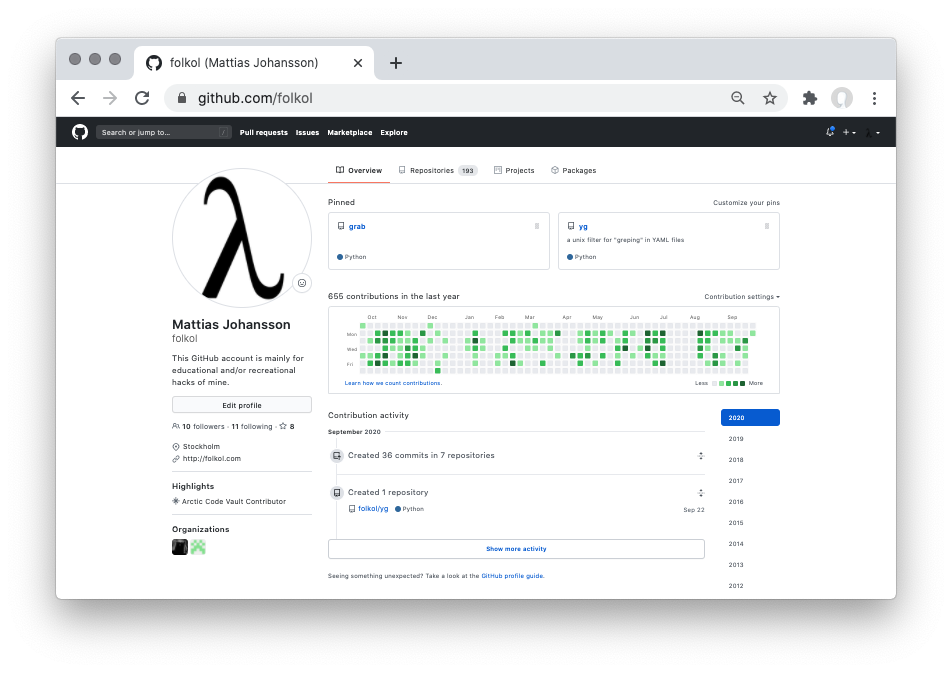 folkol (Mattias Johansson)
github.com/folkol
Search or jump to... / Pull requests Issues Marketplace Explore
Overview Repositories 193 Projects Packages
Pinned Customize your pins
grab
Python
yg
a unix filter for "greping" in YAML files
Python
655 contributions in the last year Contribution settings
Oct Nov Dec Jan Feb Mar Apr May Jun Jul Aug Sep
Mon
Wed
Fri
Learn how we count contributions. Less More
λ
Mattias Johansson
folkol
This GitHub account is mainly for
educational and/or recreational
hacks of mine.
Edit profile
10 followers · 11 following · 8
Stockholm
http://folkol.com
Highlights
Arctic Code Vault Contributor
Organizations
Contribution activity
September 2020
Created 36 commits in 7 repositories
Created 1 repository
folkol/yg Python Sep 22
Show more activity
Seeing something unexpected? Take a look at the GitHub profile guide.
2020
2019
2018
2017
2016
2015
2014
2013
2012